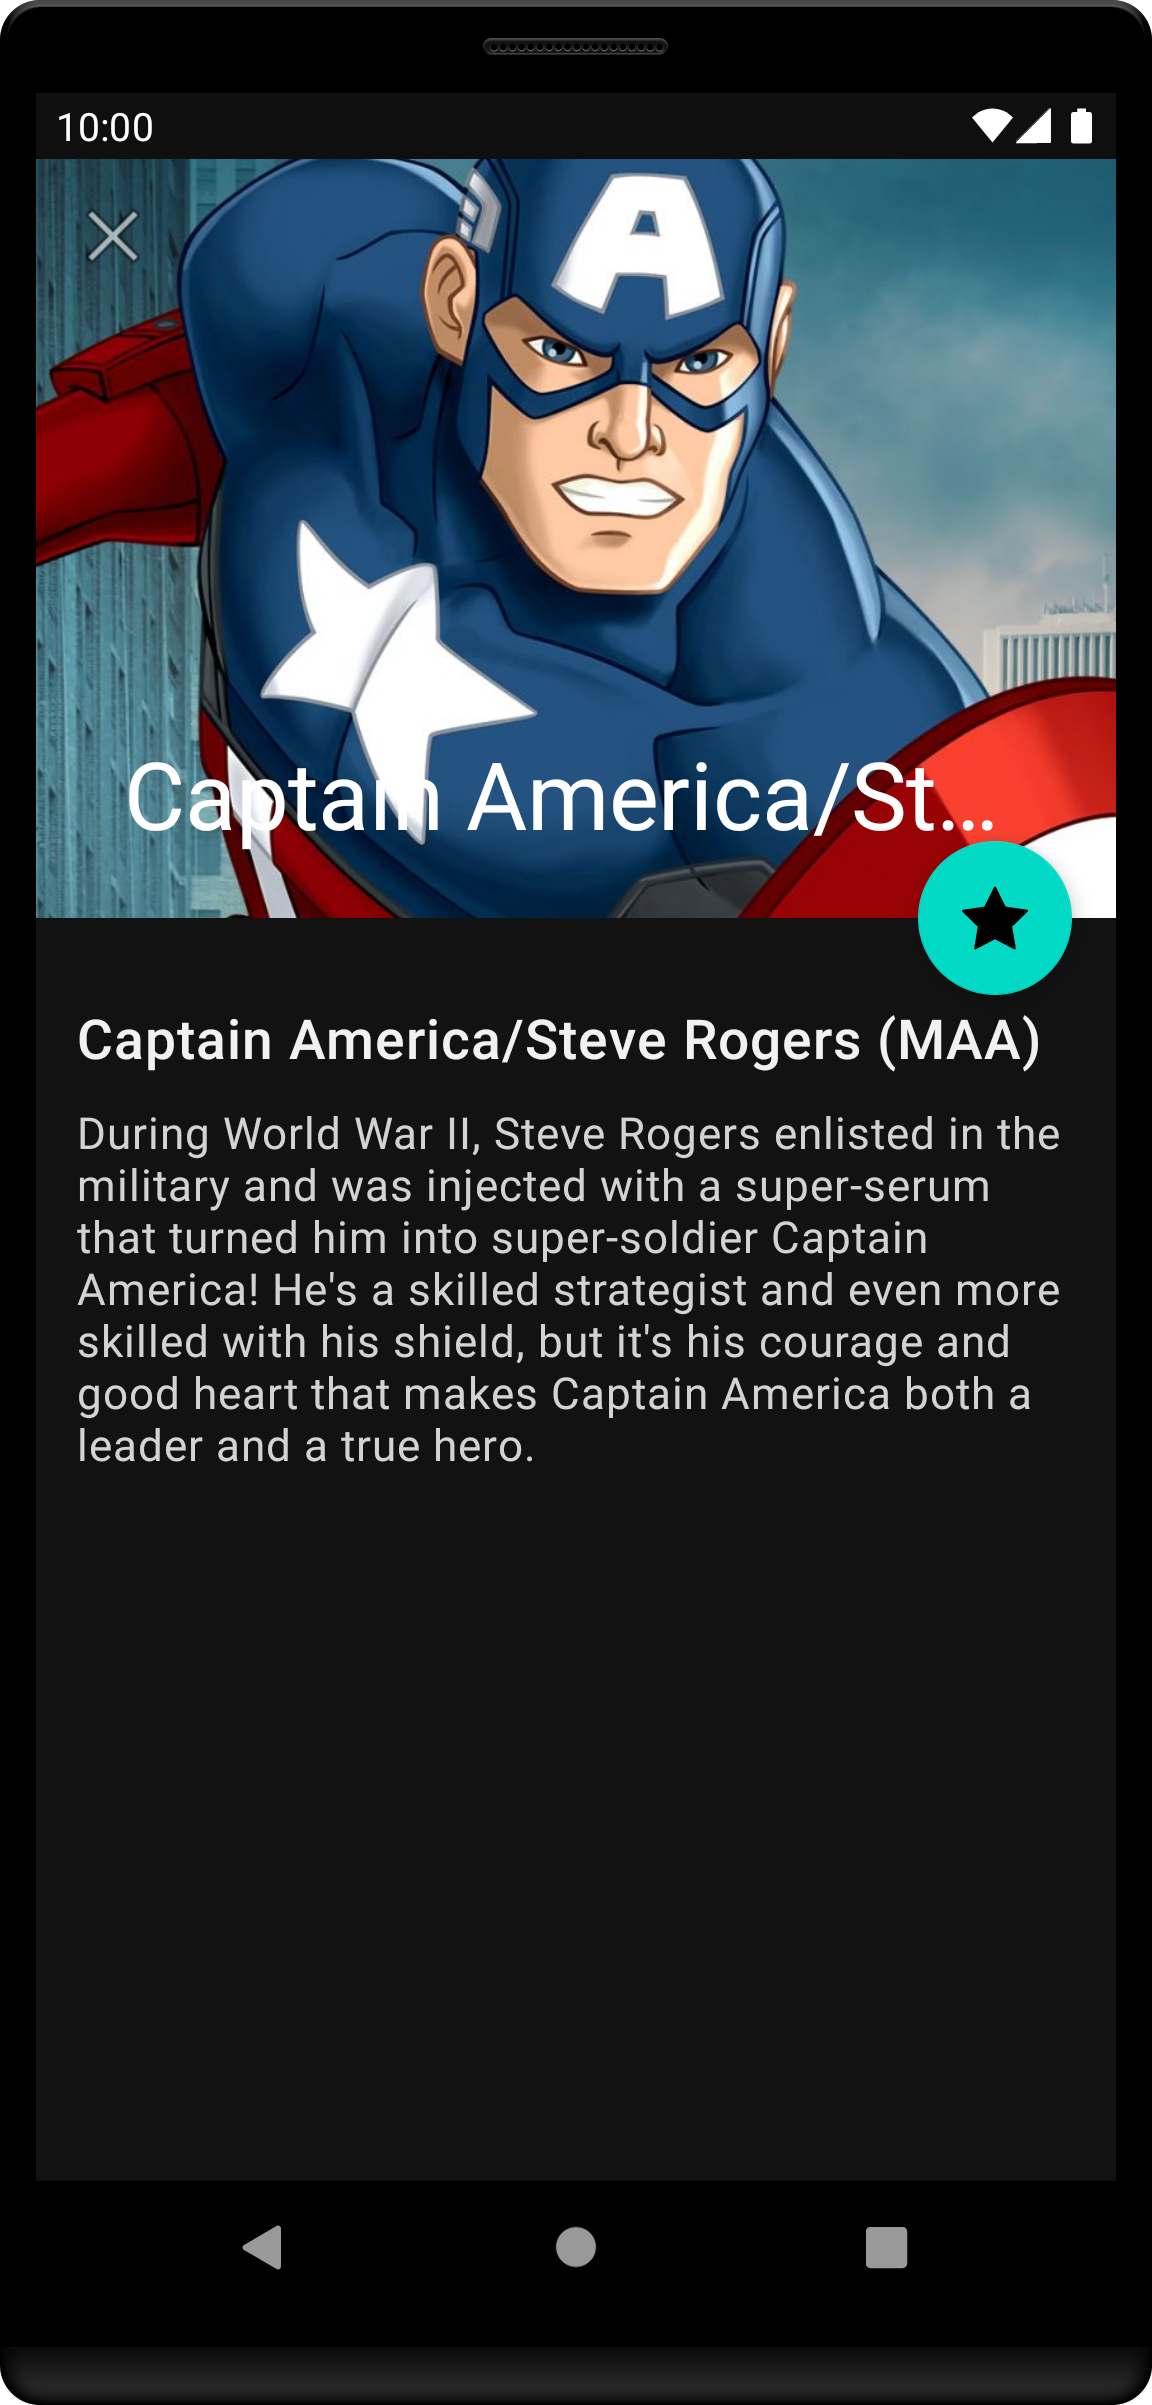 10:00
A
Captain America/St...
Captain America/Steve Rogers (MAA)
During World War II, Steve Rogers enlisted in the
military and was injected with a super-serum
that turned him into super-soldier Captain
America! He's a skilled strategist and even more
skilled with his shield, but it's his courage and
good heart that makes Captain America both a
leader and a true hero.